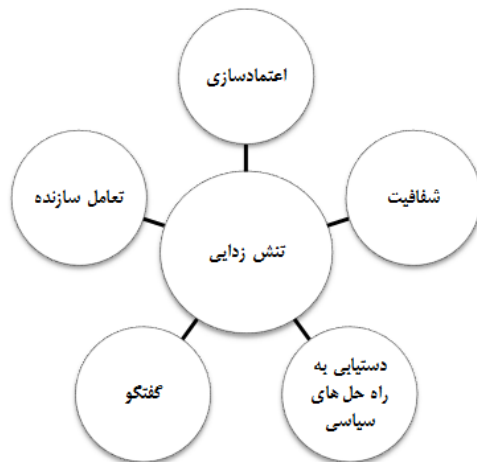 اعتمادسازی
شفافیت
تعامل سازنده
تنش زدایی
دستیابی به
راه حل های
سیاسی
گفتگو